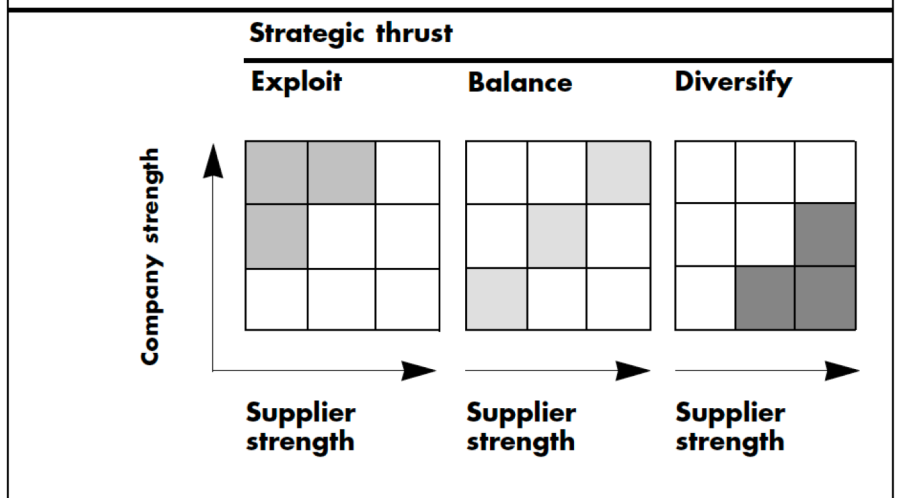 Strategic thrust
Exploit
Balance
Diversify
Company strength
Supplier
strength
Supplier
strength
Supplier
strength